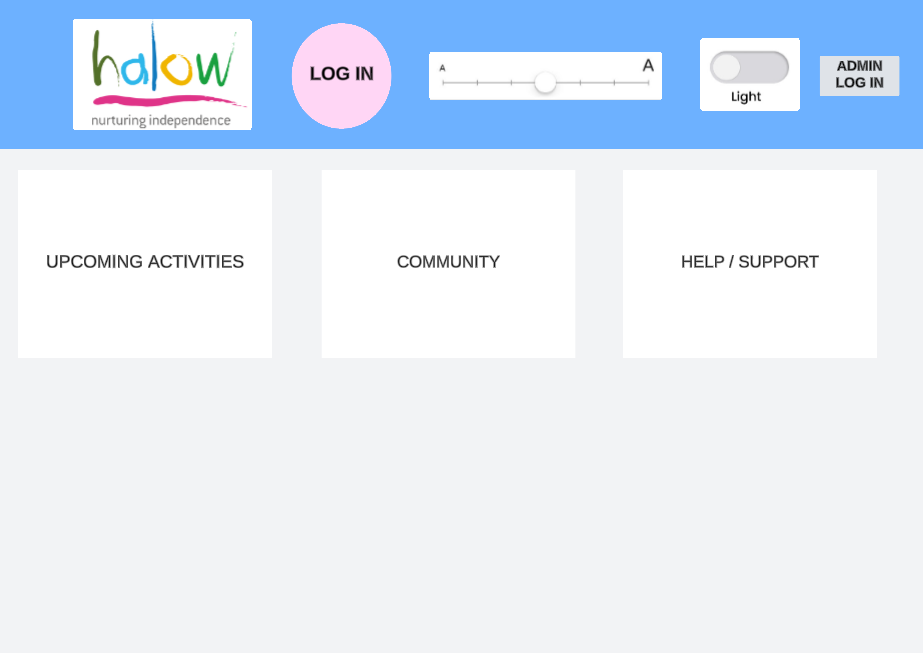 halow
nurturing independence
LOG IN
A
A
Light
ADMIN
LOG IN
UPCOMING ACTIVITIES
COMMUNITY
HELP / SUPPORT